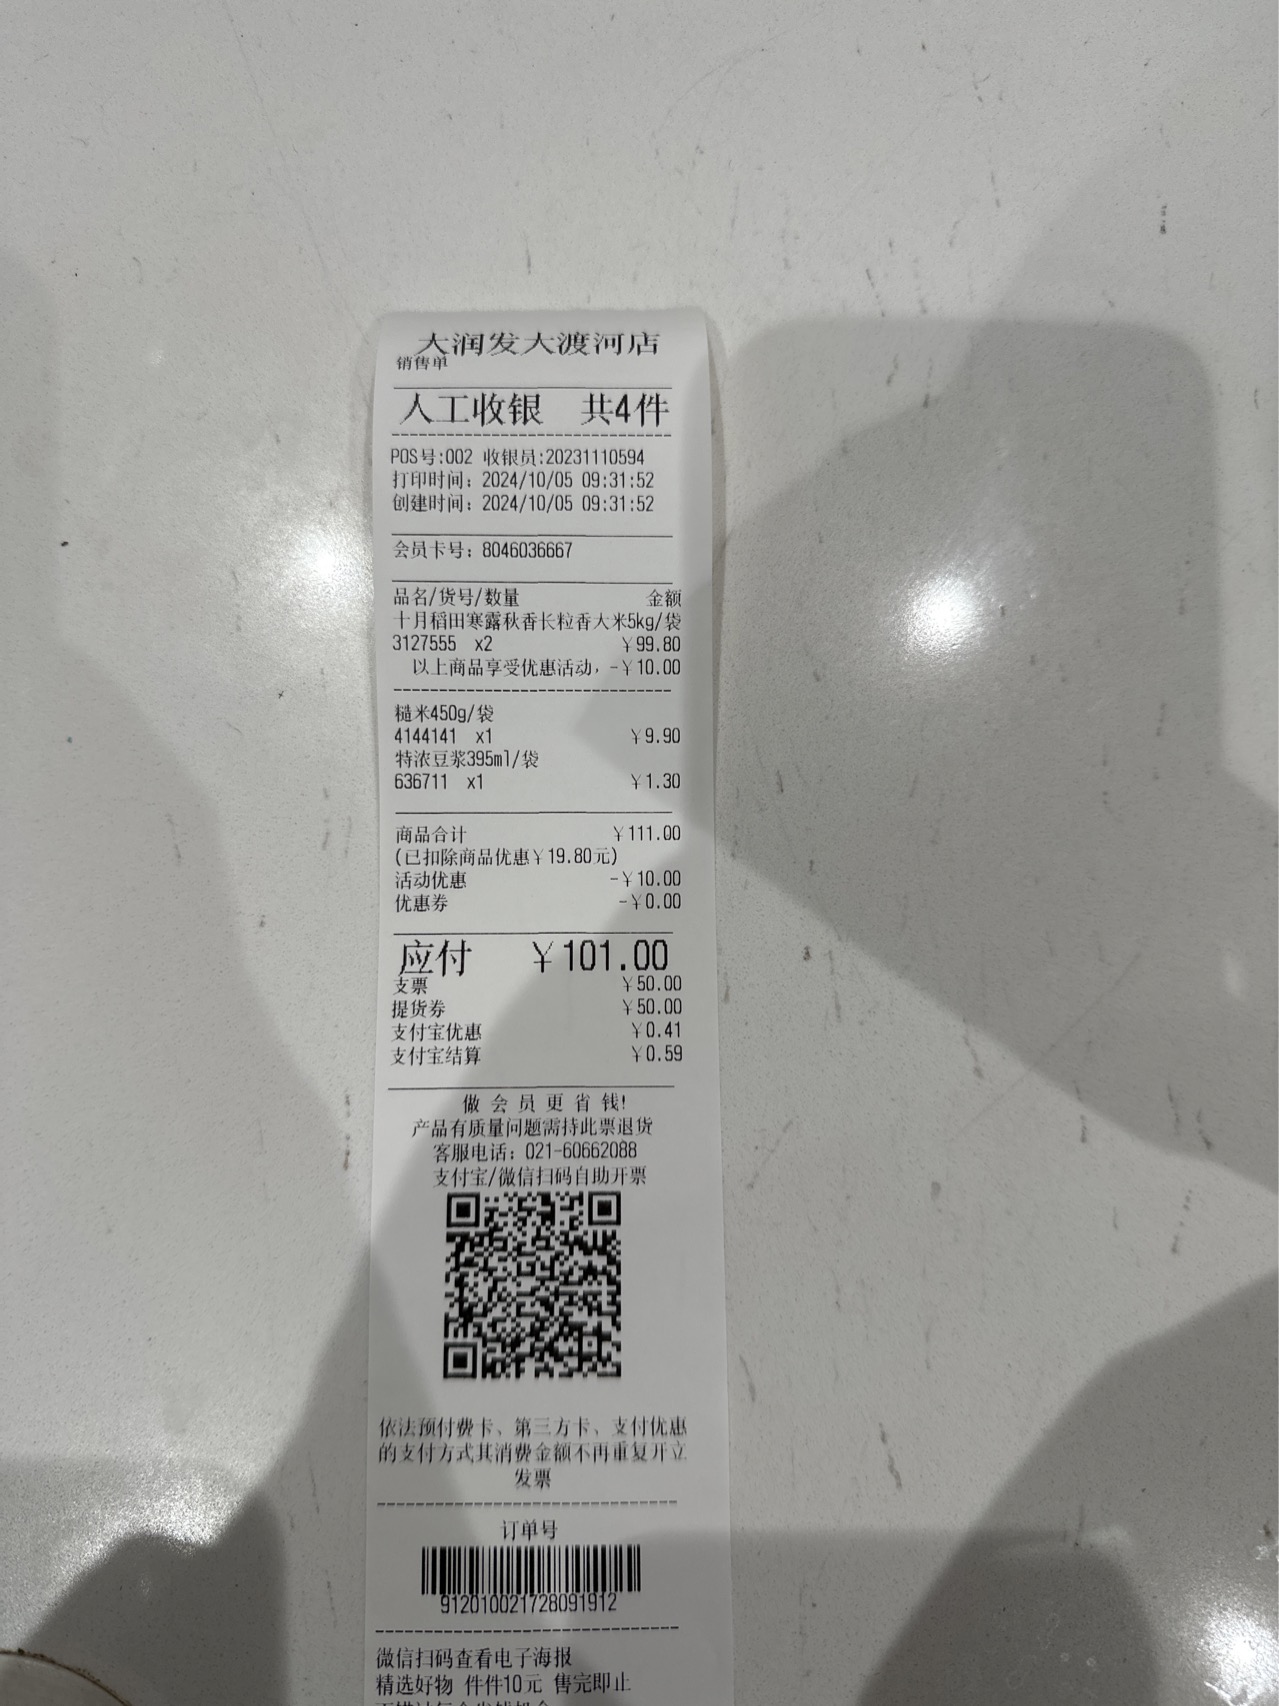 大润发大渡河店
销售单
人工收银 共4件
POS号:002 收银员:20231110594
打印时间: 2024/10/05 09:31:52
创建时间: 2024/10/05 09:31:52
会员卡号: 8046036667
品名/货号/数量 金额
十月稻田寒露秋香长粒香大米5kg/袋
3127555 x2 ￥99.80
以上商品享受优惠活动,-￥10.00
糙米450g/袋
4144141 x1 ￥9.90
特浓豆浆395ml/袋
636711 x1 ￥1.30
商品合计 ￥111.00
(已扣除商品优惠￥19.80元)
活动优惠 -￥10.00
优惠券 -￥0.00
应付 ￥101.00
支票 ￥50.00
提货券 ￥50.00
支付宝优惠 ￥0.41
支付宝结算 ￥0.59
做会员更省钱!
产品有质量问题需持此票退货
客服电话: 021-60662088
支付宝/微信扫码自助开票
依法预付费卡、第三方卡、支付优惠
的支付方式其消费金额不再重复开立
发票
订单号
912010021728091912
微信扫码查看电子海报
精选好物 件件10元 售完即止